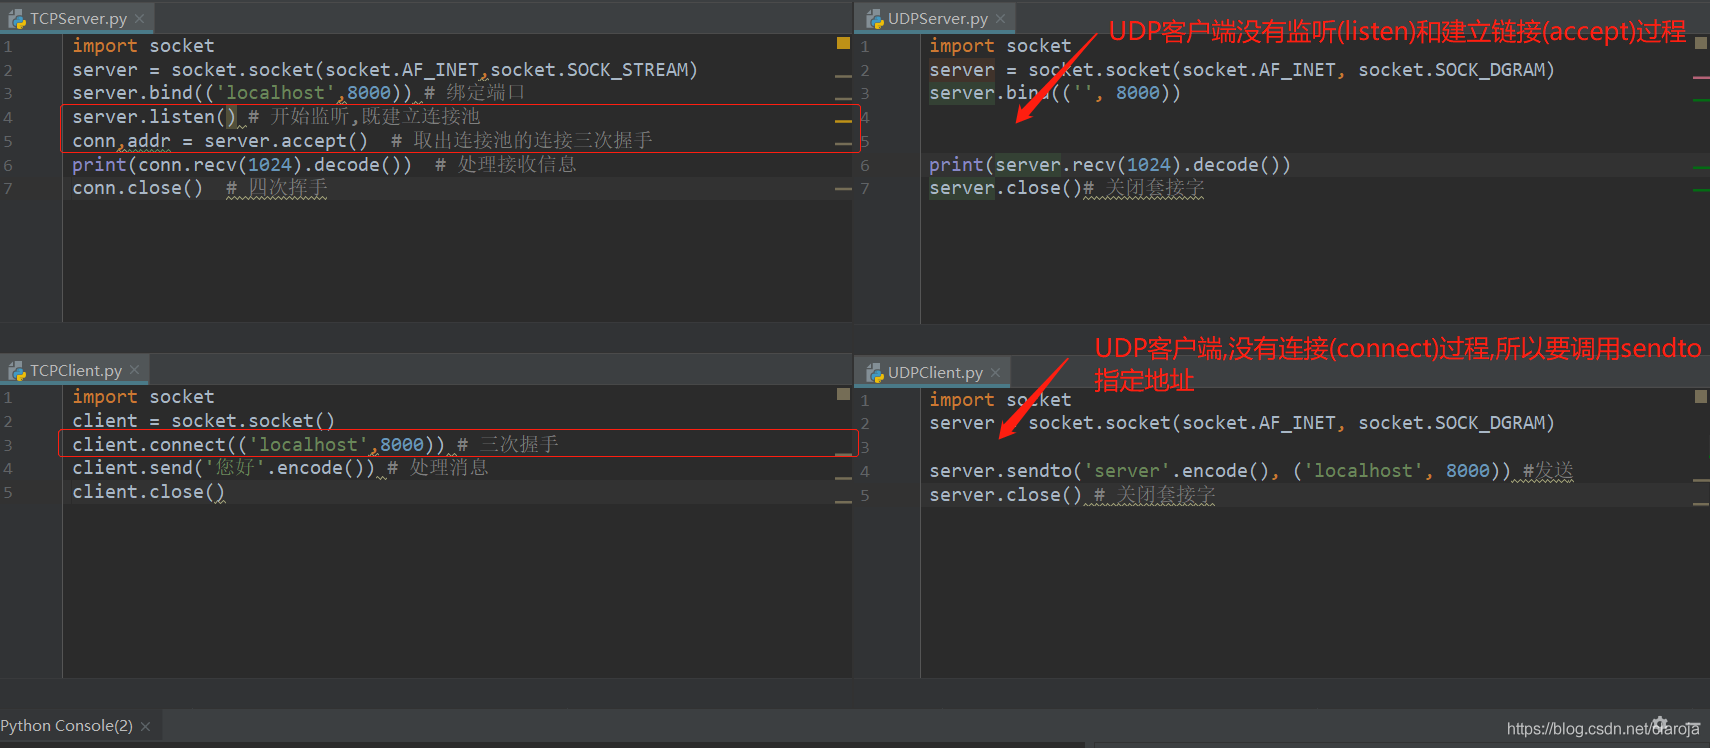 TCPServer.py
1 import socket
2 server = socket.socket(socket.AF_INET,socket.SOCK_STREAM)
3 server.bind(('localhost',8000)) # 绑定端口
4 server.listen() # 开始监听,既建立连接池
5 conn,addr = server.accept()  # 取出连接池的连接三次握手
6 print(conn.recv(1024).decode())  # 处理接收信息
7 conn.close()  # 四次挥手
UDPServer.py
UDP客户端没有监听(listen)和建立链接(accept)过程
1 import socket
2 server = socket.socket(socket.AF_INET, socket.SOCK_DGRAM)
3 server.bind(('', 8000))
4
5
6 print(server.recv(1024).decode())
7 server.close()# 关闭套接字
TCPClient.py
1 import socket
2 client = socket.socket()
3 client.connect(('localhost',8000)) # 三次握手
4 client.send('您好'.encode()) # 处理消息
5 client.close()
UDPClient.py
UDP客户端,没有连接(connect)过程,所以要调用sendto
指定地址
1 import socket
2 server = socket.socket(socket.AF_INET, socket.SOCK_DGRAM)
3
4 server.sendto('server'.encode(), ('localhost', 8000)) #发送
5 server.close() # 关闭套接字
Python Console(2)
https://blog.csdn.net/claroja